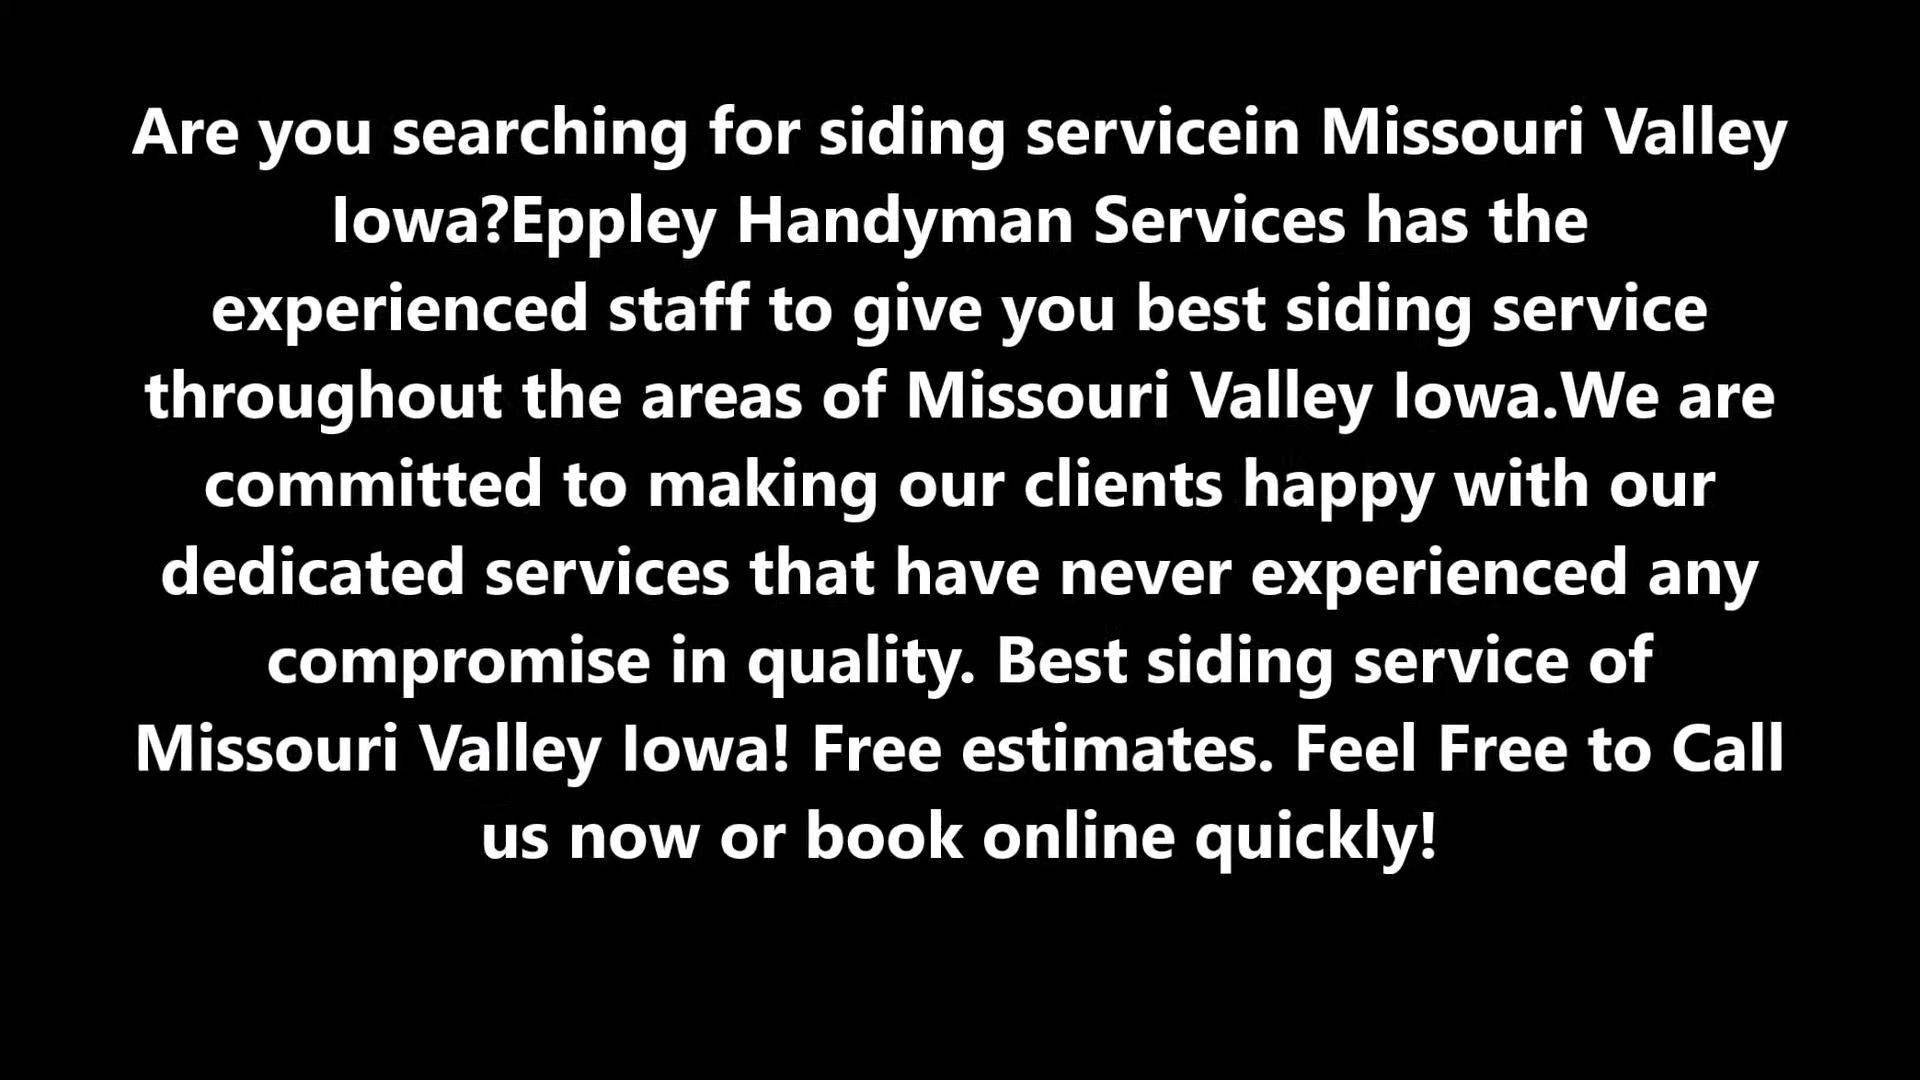 Are you searching for siding servicein Missouri Valley
Iowa?Eppley Handyman Services has the
experienced staff to give you best siding service
throughout the areas of Missouri Valley Iowa.We are
committed to making our clients happy with our
dedicated services that have never experienced any
compromise in quality. Best siding service of
Missouri Valley Iowa! Free estimates. Feel Free to Call
us now or book online quickly!